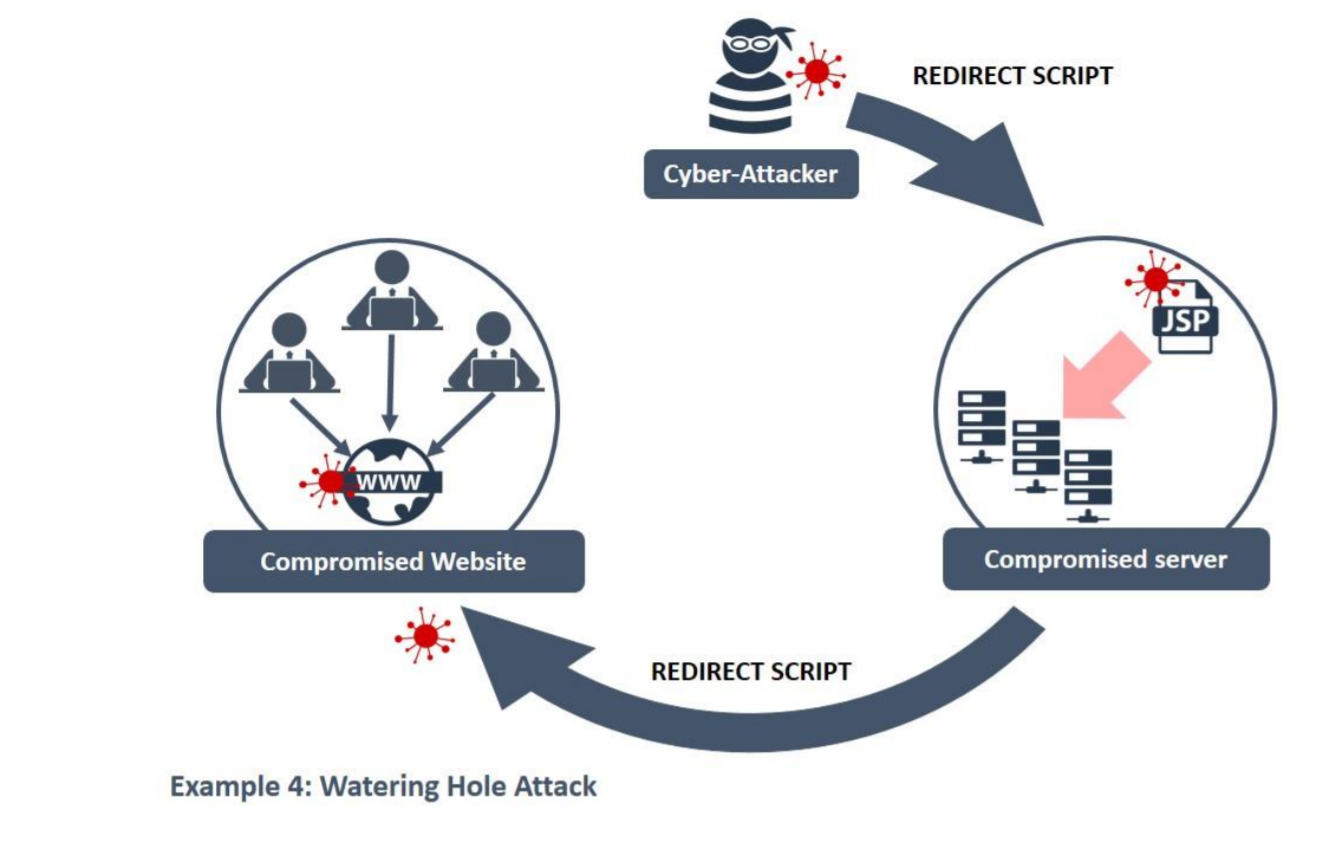 REDIRECT SCRIPT
Cyber-Attacker
JSP
WWW
Compromised Website
Compromised server
REDIRECT SCRIPT
Example 4: Watering Hole Attack